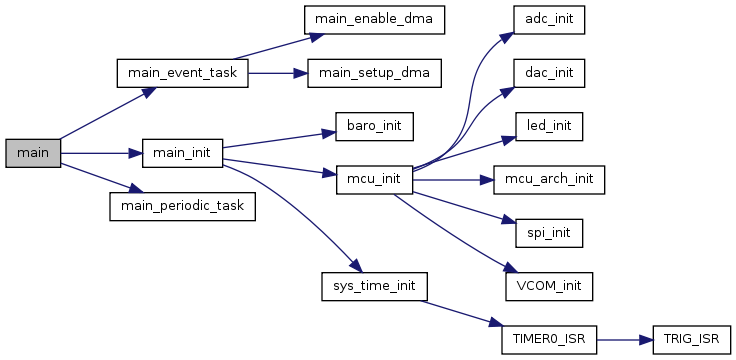 main
main_event_task
main_enable_dma
main_setup_dma
main_init
baro_init
mcu_init
adc_init
dac_init
led_init
mcu_arch_init
spi_init
VCOM_init
sys_time_init
TIMER0_ISR
TRIG_ISR
main_periodic_task